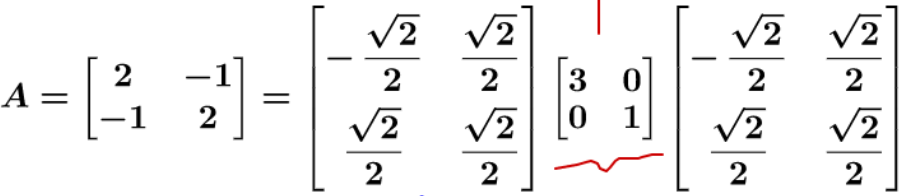 A = [2 -1; -1 2] = [-√2/2 √2/2; √2/2 √2/2] [3 0; 0 1] [-√2/2 √2/2; √2/2 √2/2]